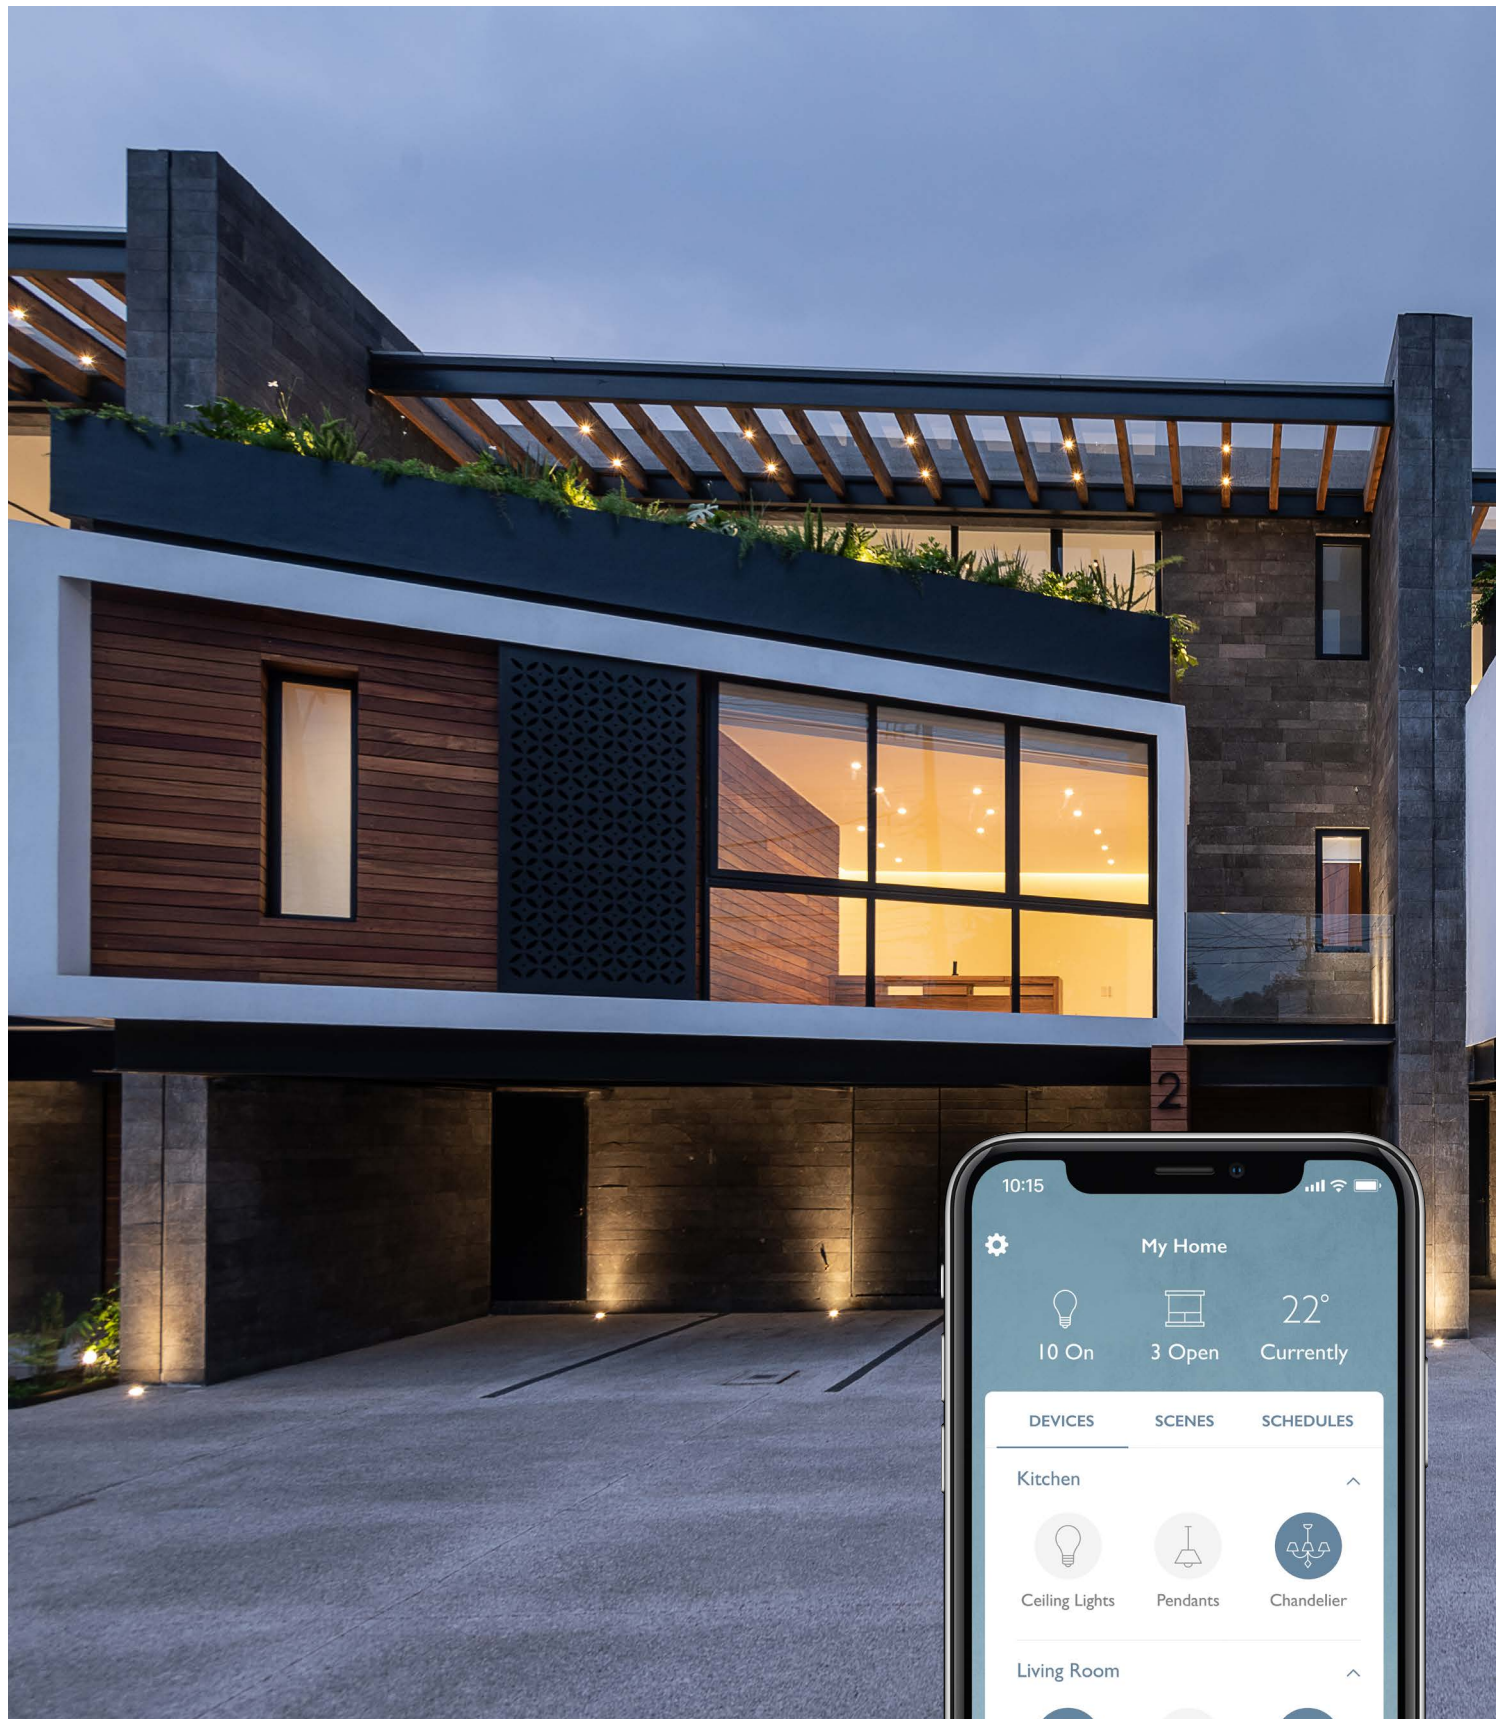 2
10:15
My Home
22°
10 On
3 Open
Currently
DEVICES
SCENES
SCHEDULES
Kitchen
Ceiling Lights
Pendants
Chandelier
Living Room